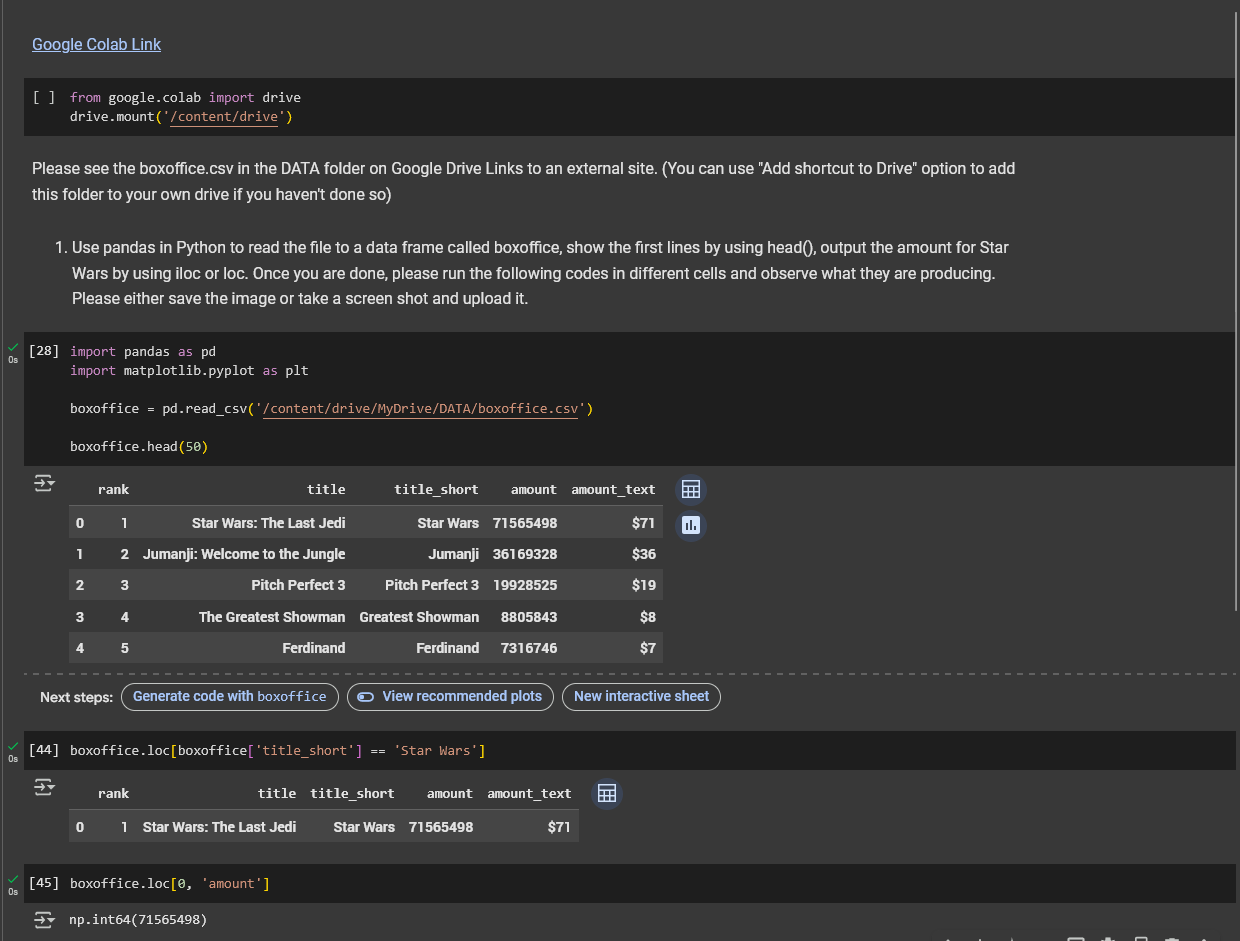 Google Colab Link
[ ] from google.colab import drive
drive.mount('/content/drive')
Please see the boxoffice.csv in the DATA folder on Google Drive Links to an external site. (You can use "Add shortcut to Drive" option to add
this folder to your own drive if you haven't done so)
1. Use pandas in Python to read the file to a data frame called boxoffice, show the first lines by using head(), output the amount for Star
Wars by using iloc or loc. Once you are done, please run the following codes in different cells and observe what they are producing.
Please either save the image or take a screen shot and upload it.
0s [28] import pandas as pd
import matplotlib.pyplot as plt
boxoffice = pd.read_csv('/content/drive/MyDrive/DATA/boxoffice.csv')
boxoffice.head(50)
rank title title_short amount amount_text
0 1 Star Wars: The Last Jedi Star Wars 71565498 $71
1 2 Jumanji: Welcome to the Jungle Jumanji 36169328 $36
2 3 Pitch Perfect 3 Pitch Perfect 3 19928525 $19
3 4 The Greatest Showman Greatest Showman 8805843 $8
4 5 Ferdinand Ferdinand 7316746 $7
Next steps: Generate code with boxoffice View recommended plots New interactive sheet
0s [44] boxoffice.loc[boxoffice['title_short'] == 'Star Wars']
rank title title_short amount amount_text
0 1 Star Wars: The Last Jedi Star Wars 71565498 $71
0s [45] boxoffice.loc[0, 'amount']
np.int64(71565498)